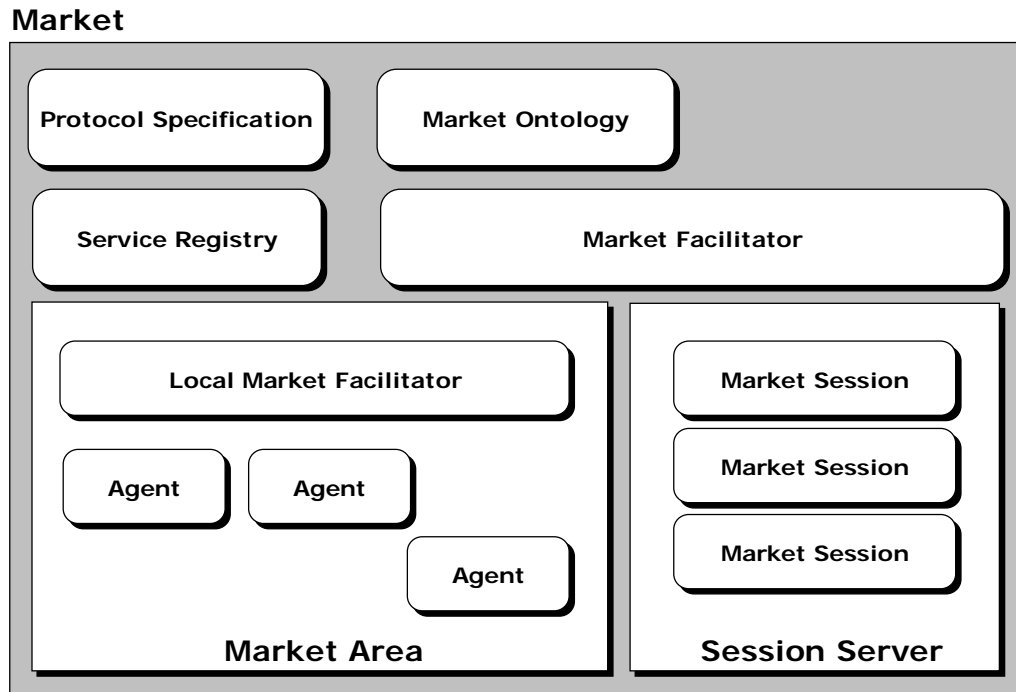 Market
Protocol Specification
Market Ontology
Service Registry
Market Facilitator
Local Market Facilitator
Agent
Agent
Agent
Market Area
Market Session
Market Session
Market Session
Session Server